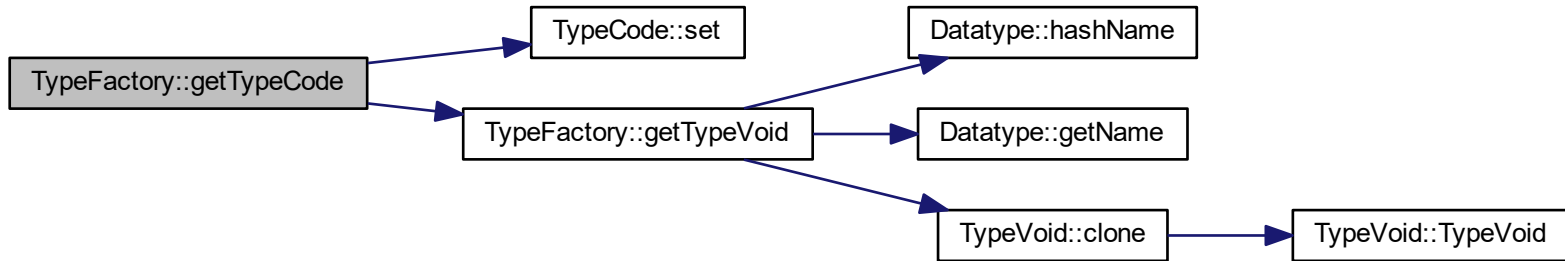 TypeCode::set
Datatype::hashName
TypeFactory::getTypeCode
TypeFactory::getTypeVoid
Datatype::getName
TypeVoid::clone
TypeVoid::TypeVoid